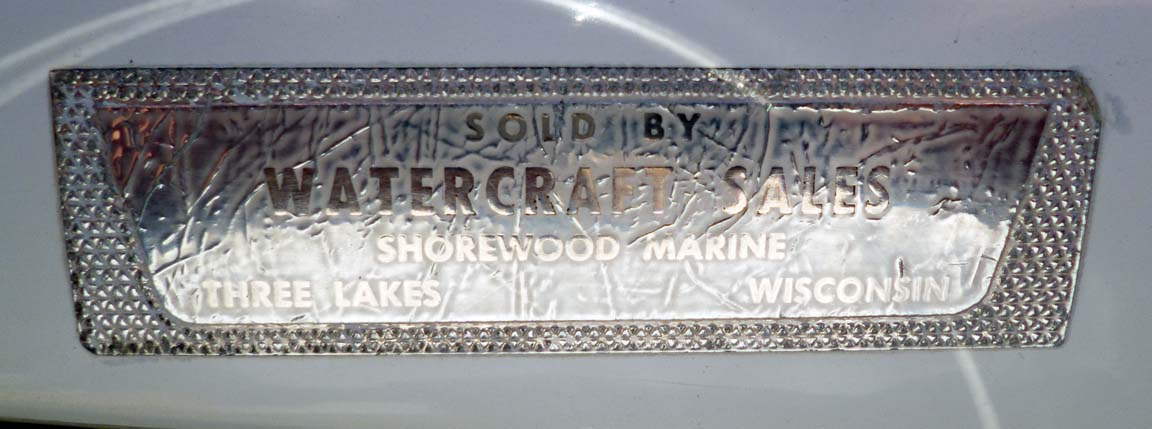 SOLD BY
WATERCRAFT SALES
SHOREWOOD MARINE
THREE LAKES WISCONSIN